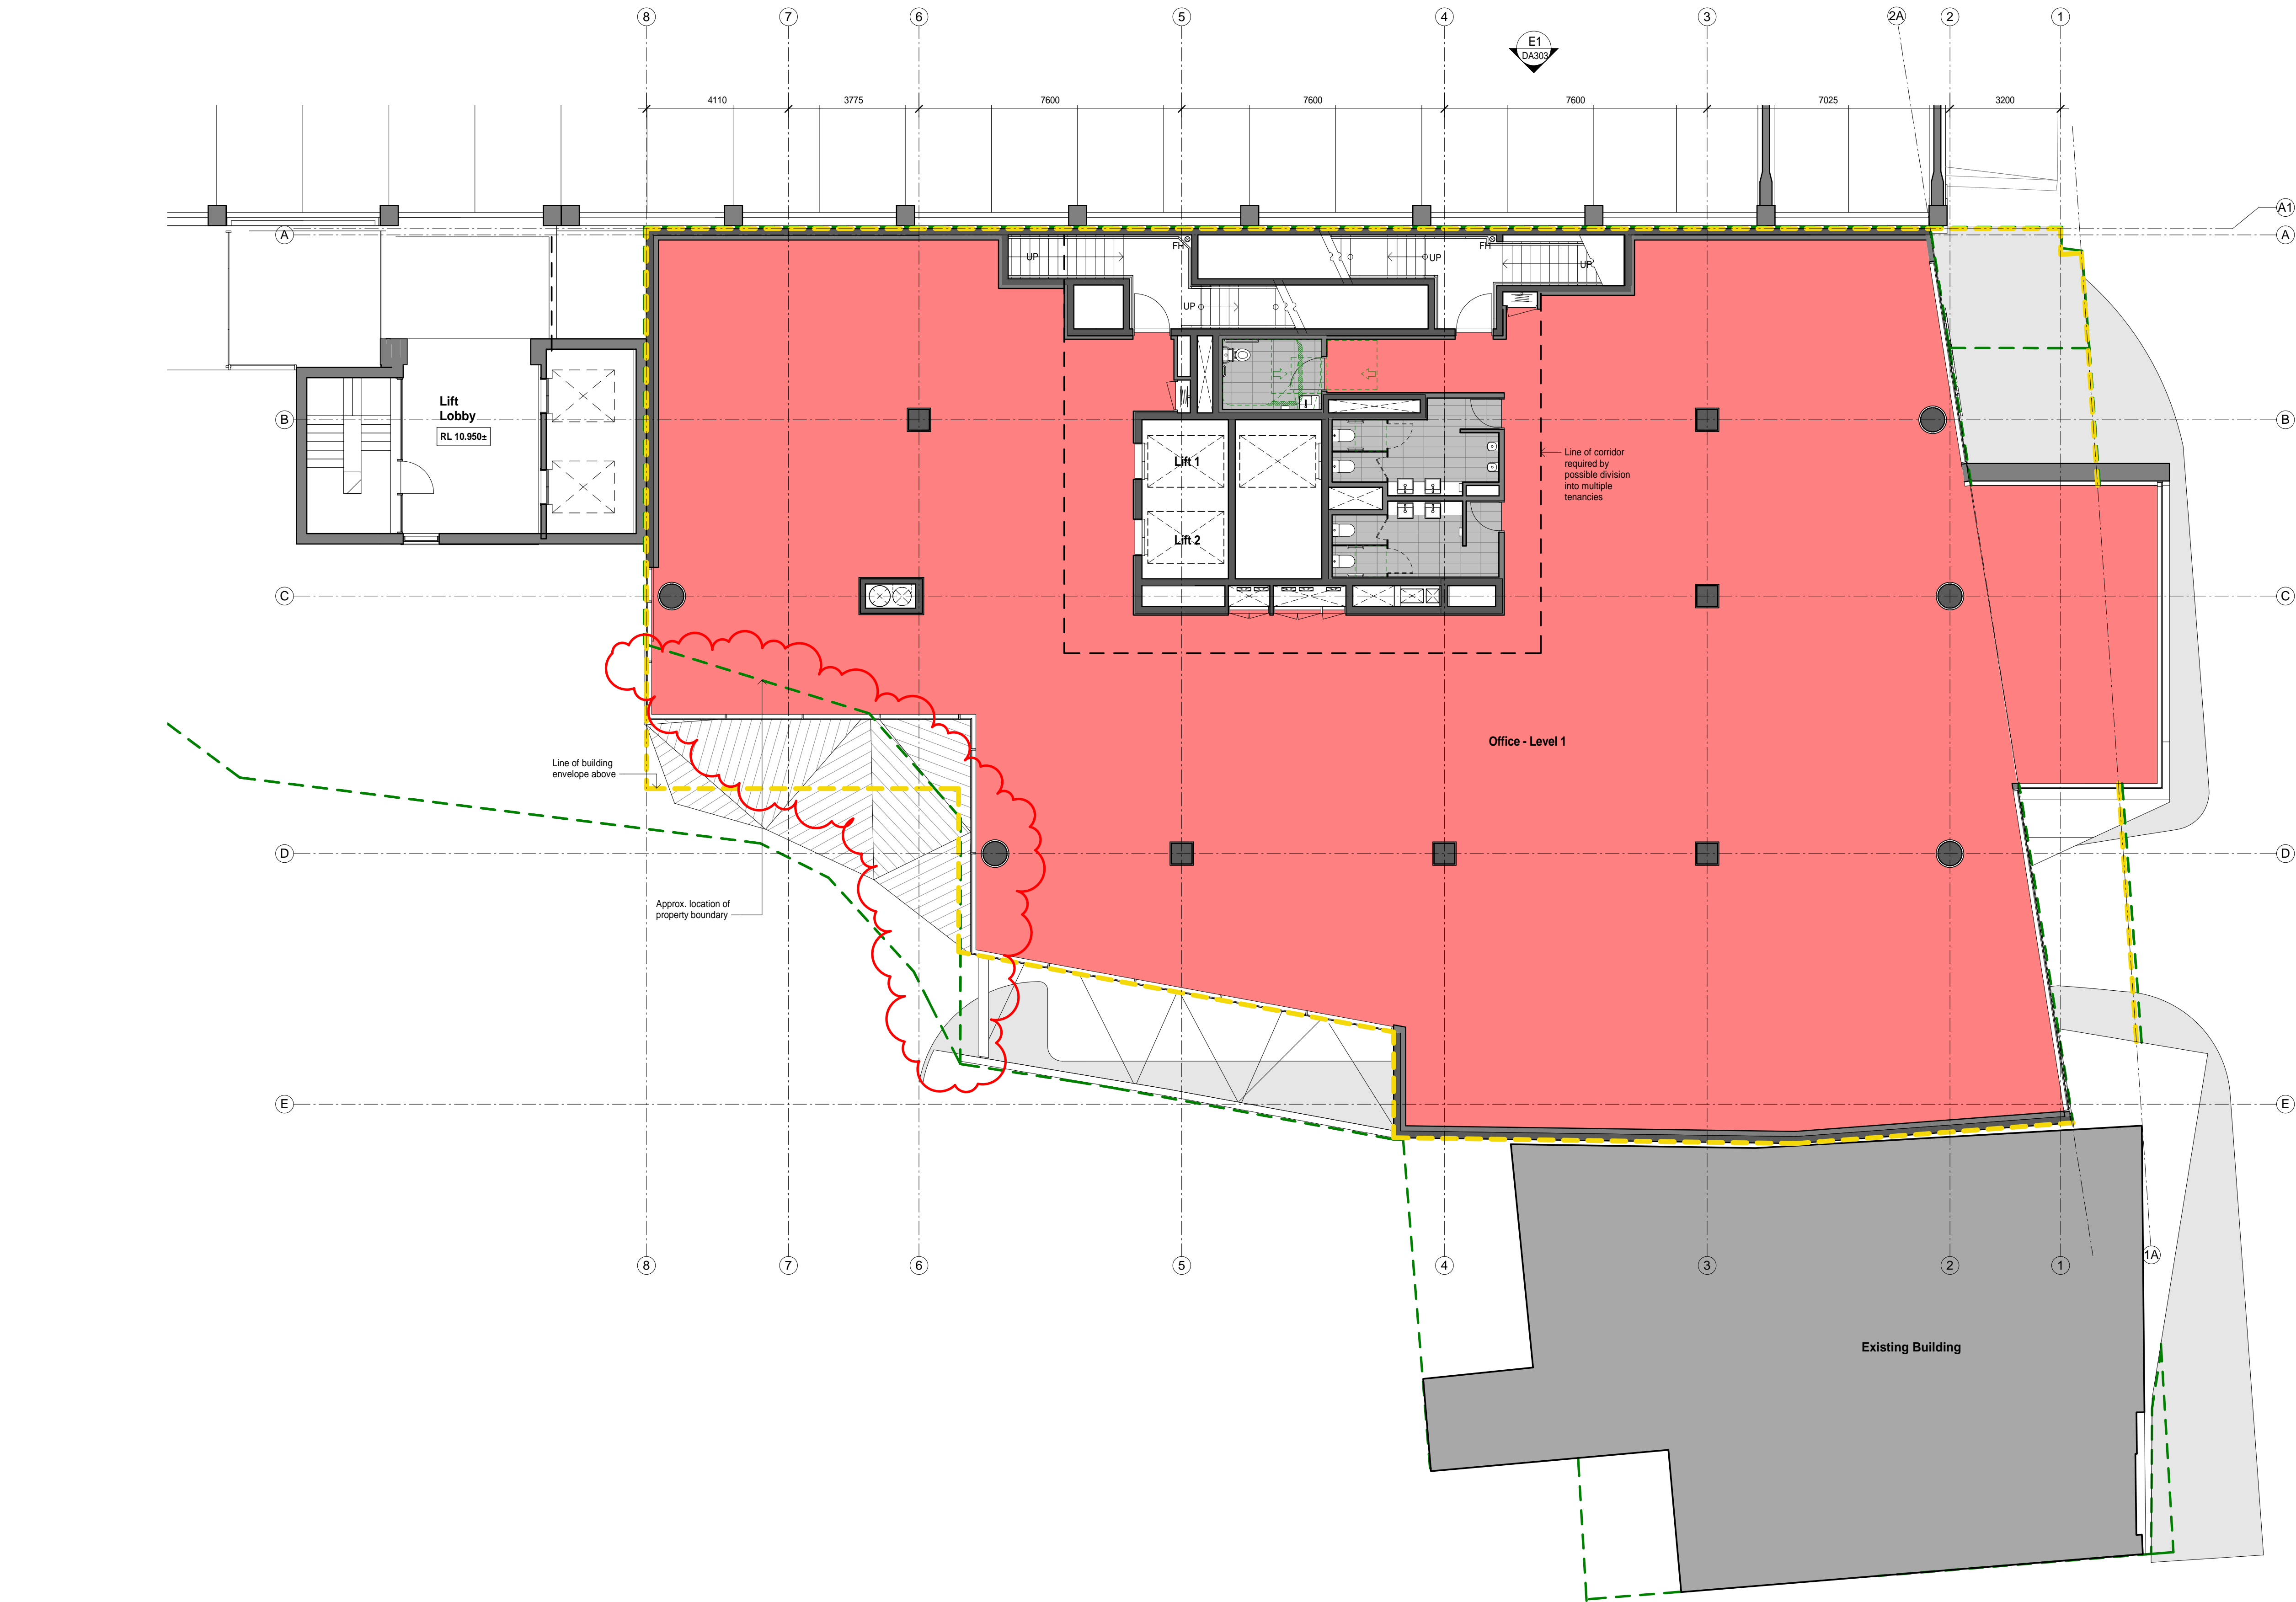 8
7
6
5
4
3
2A
2
1
E1
DA303
4110
3775
7600
7600
7600
7025
3200
A1
A
A
FH
FH
UP
UP
UP
UP
Lift
Lobby
RL 10.950±
B
B
Lift 1
Line of corridor
required by
possible division
into multiple
tenancies
Lift 2
C
C
Office - Level 1
Line of building
envelope above
D
D
Approx. location of
property boundary
E
E
8
7
6
5
4
3
2
1
1A
Existing Building